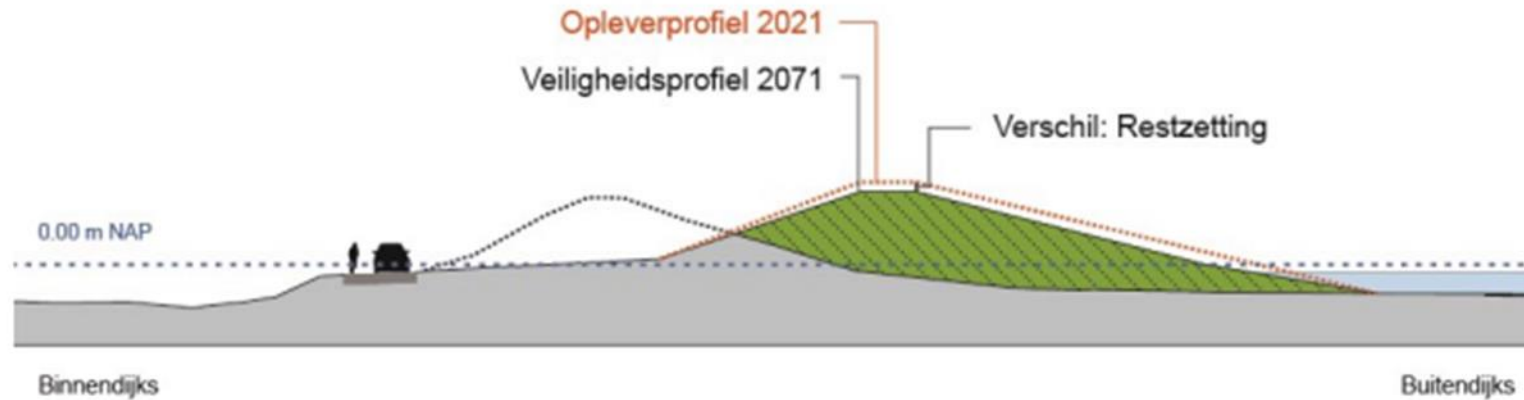 Opleverprofiel 2021
Veiligheidsprofiel 2071
Verschil: Restzetting
0.00 m NAP
Binnendijks
Buitendijks